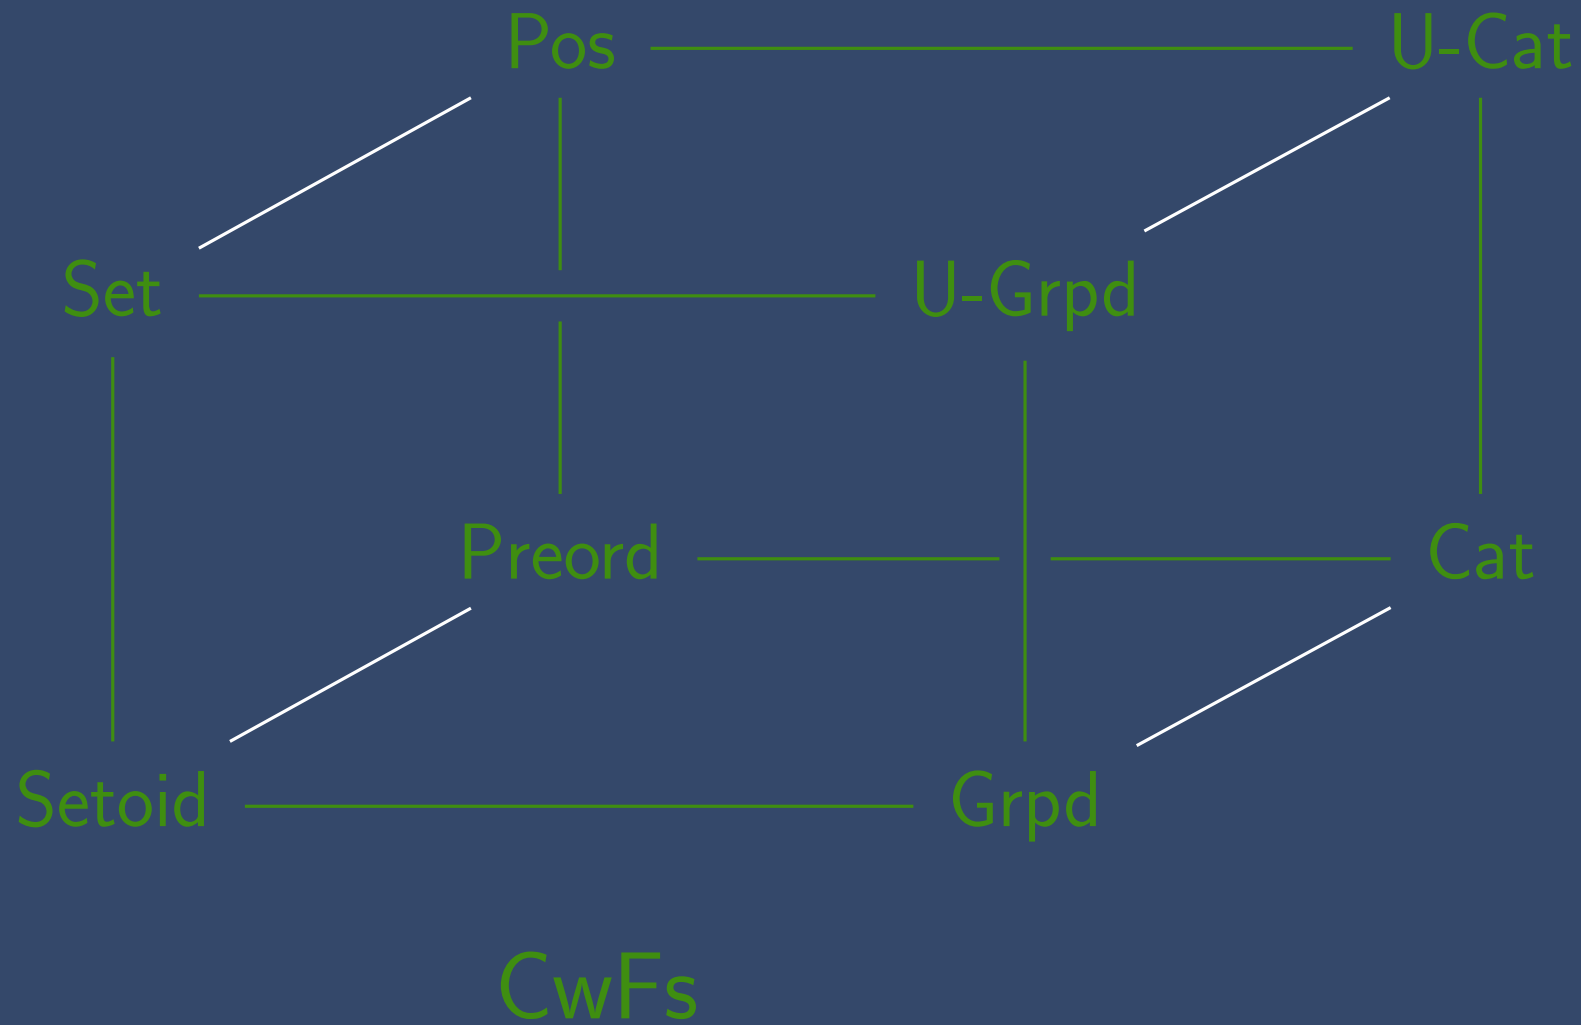 Pos U-Cat
Set U-Grpd
Preord Cat
Setoid Grpd
CwFs